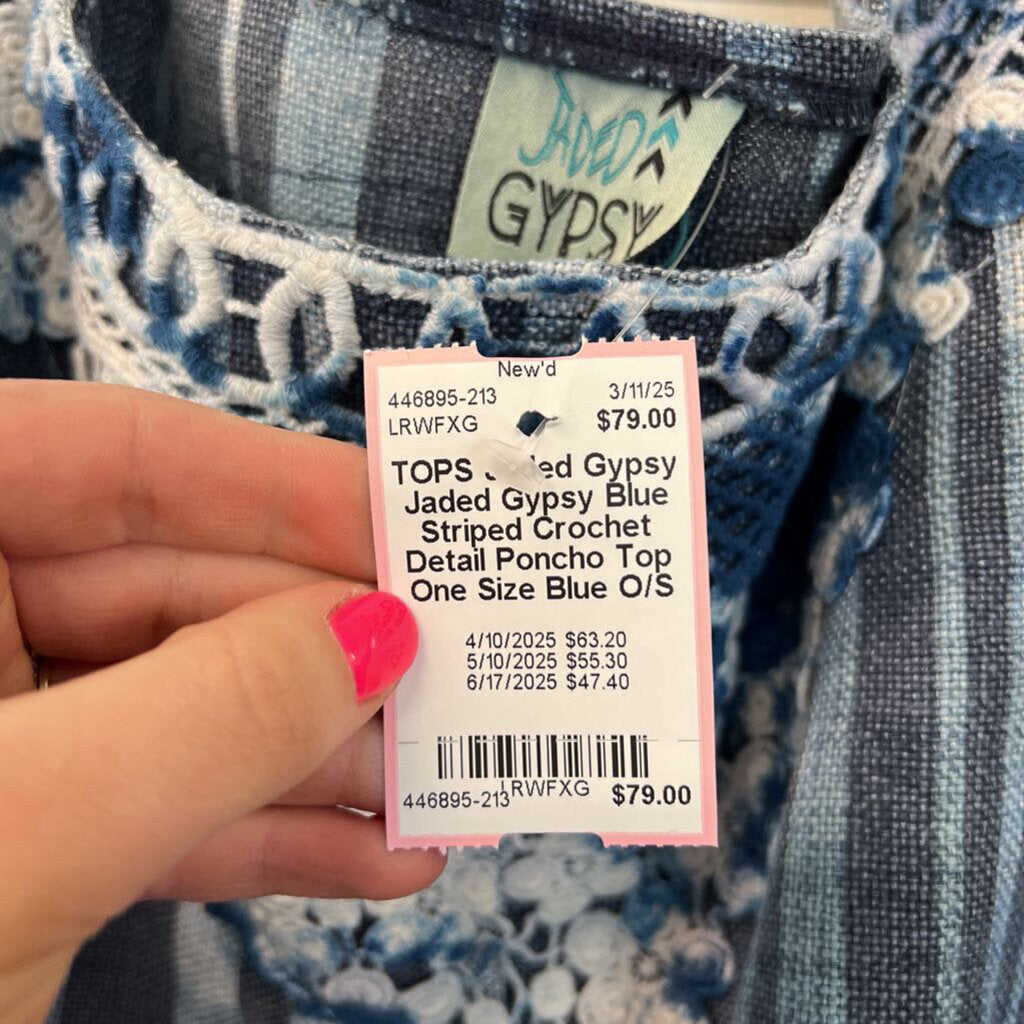 JADED
GYPSY
New'd
446895-213 3/11/25
LRWFXG $79.00
TOPS Gypsy
Jaded Gypsy Blue
Striped Crochet
Detail Poncho Top
One Size Blue O/S
4/10/2025 $63.20
5/10/2025 $55.30
6/17/2025 $47.40
446895-213 LRWFXG $79.00